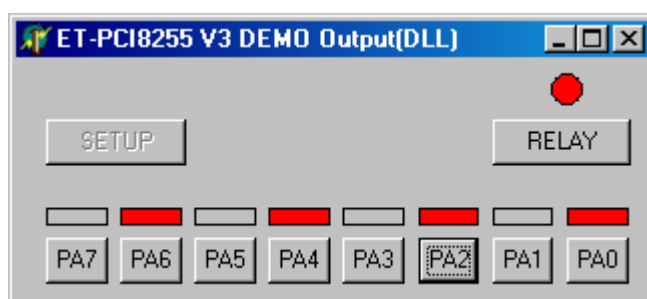 ET-PCI8255 V3 DEMO Output(DLL)
SETUP RELAY
PA7 PA6 PA5 PA4 PA3 PA2 PA1 PA0